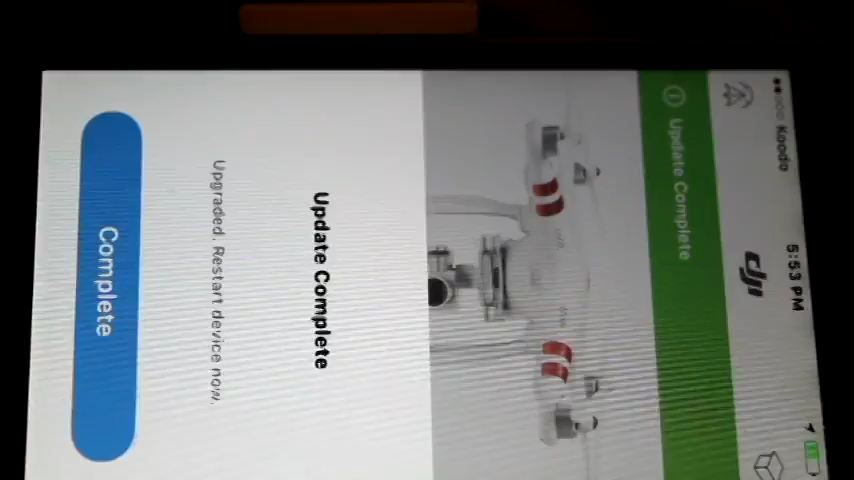 Koodo
5:53 PM
dji
Update Complete
Update Complete
Upgraded. Restart device now.
Complete